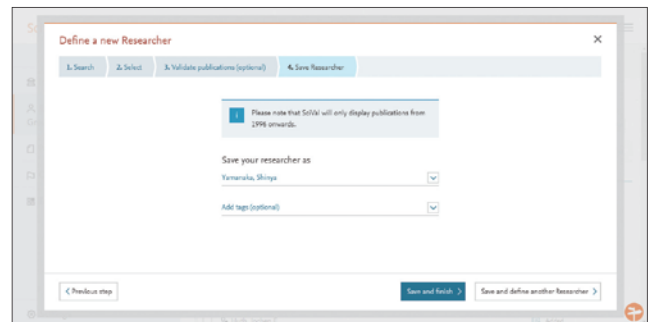 Define a new Researcher
1. Search
2. Select
3. Validate publications (optional)
4. Save Researcher
i
Please note that SciVal will only display publications from
1996 onwards.
Save your researcher as
Yamanaka, Shinya
Add tags (optional)
Previous step
Save and finish
Save and define another Researcher